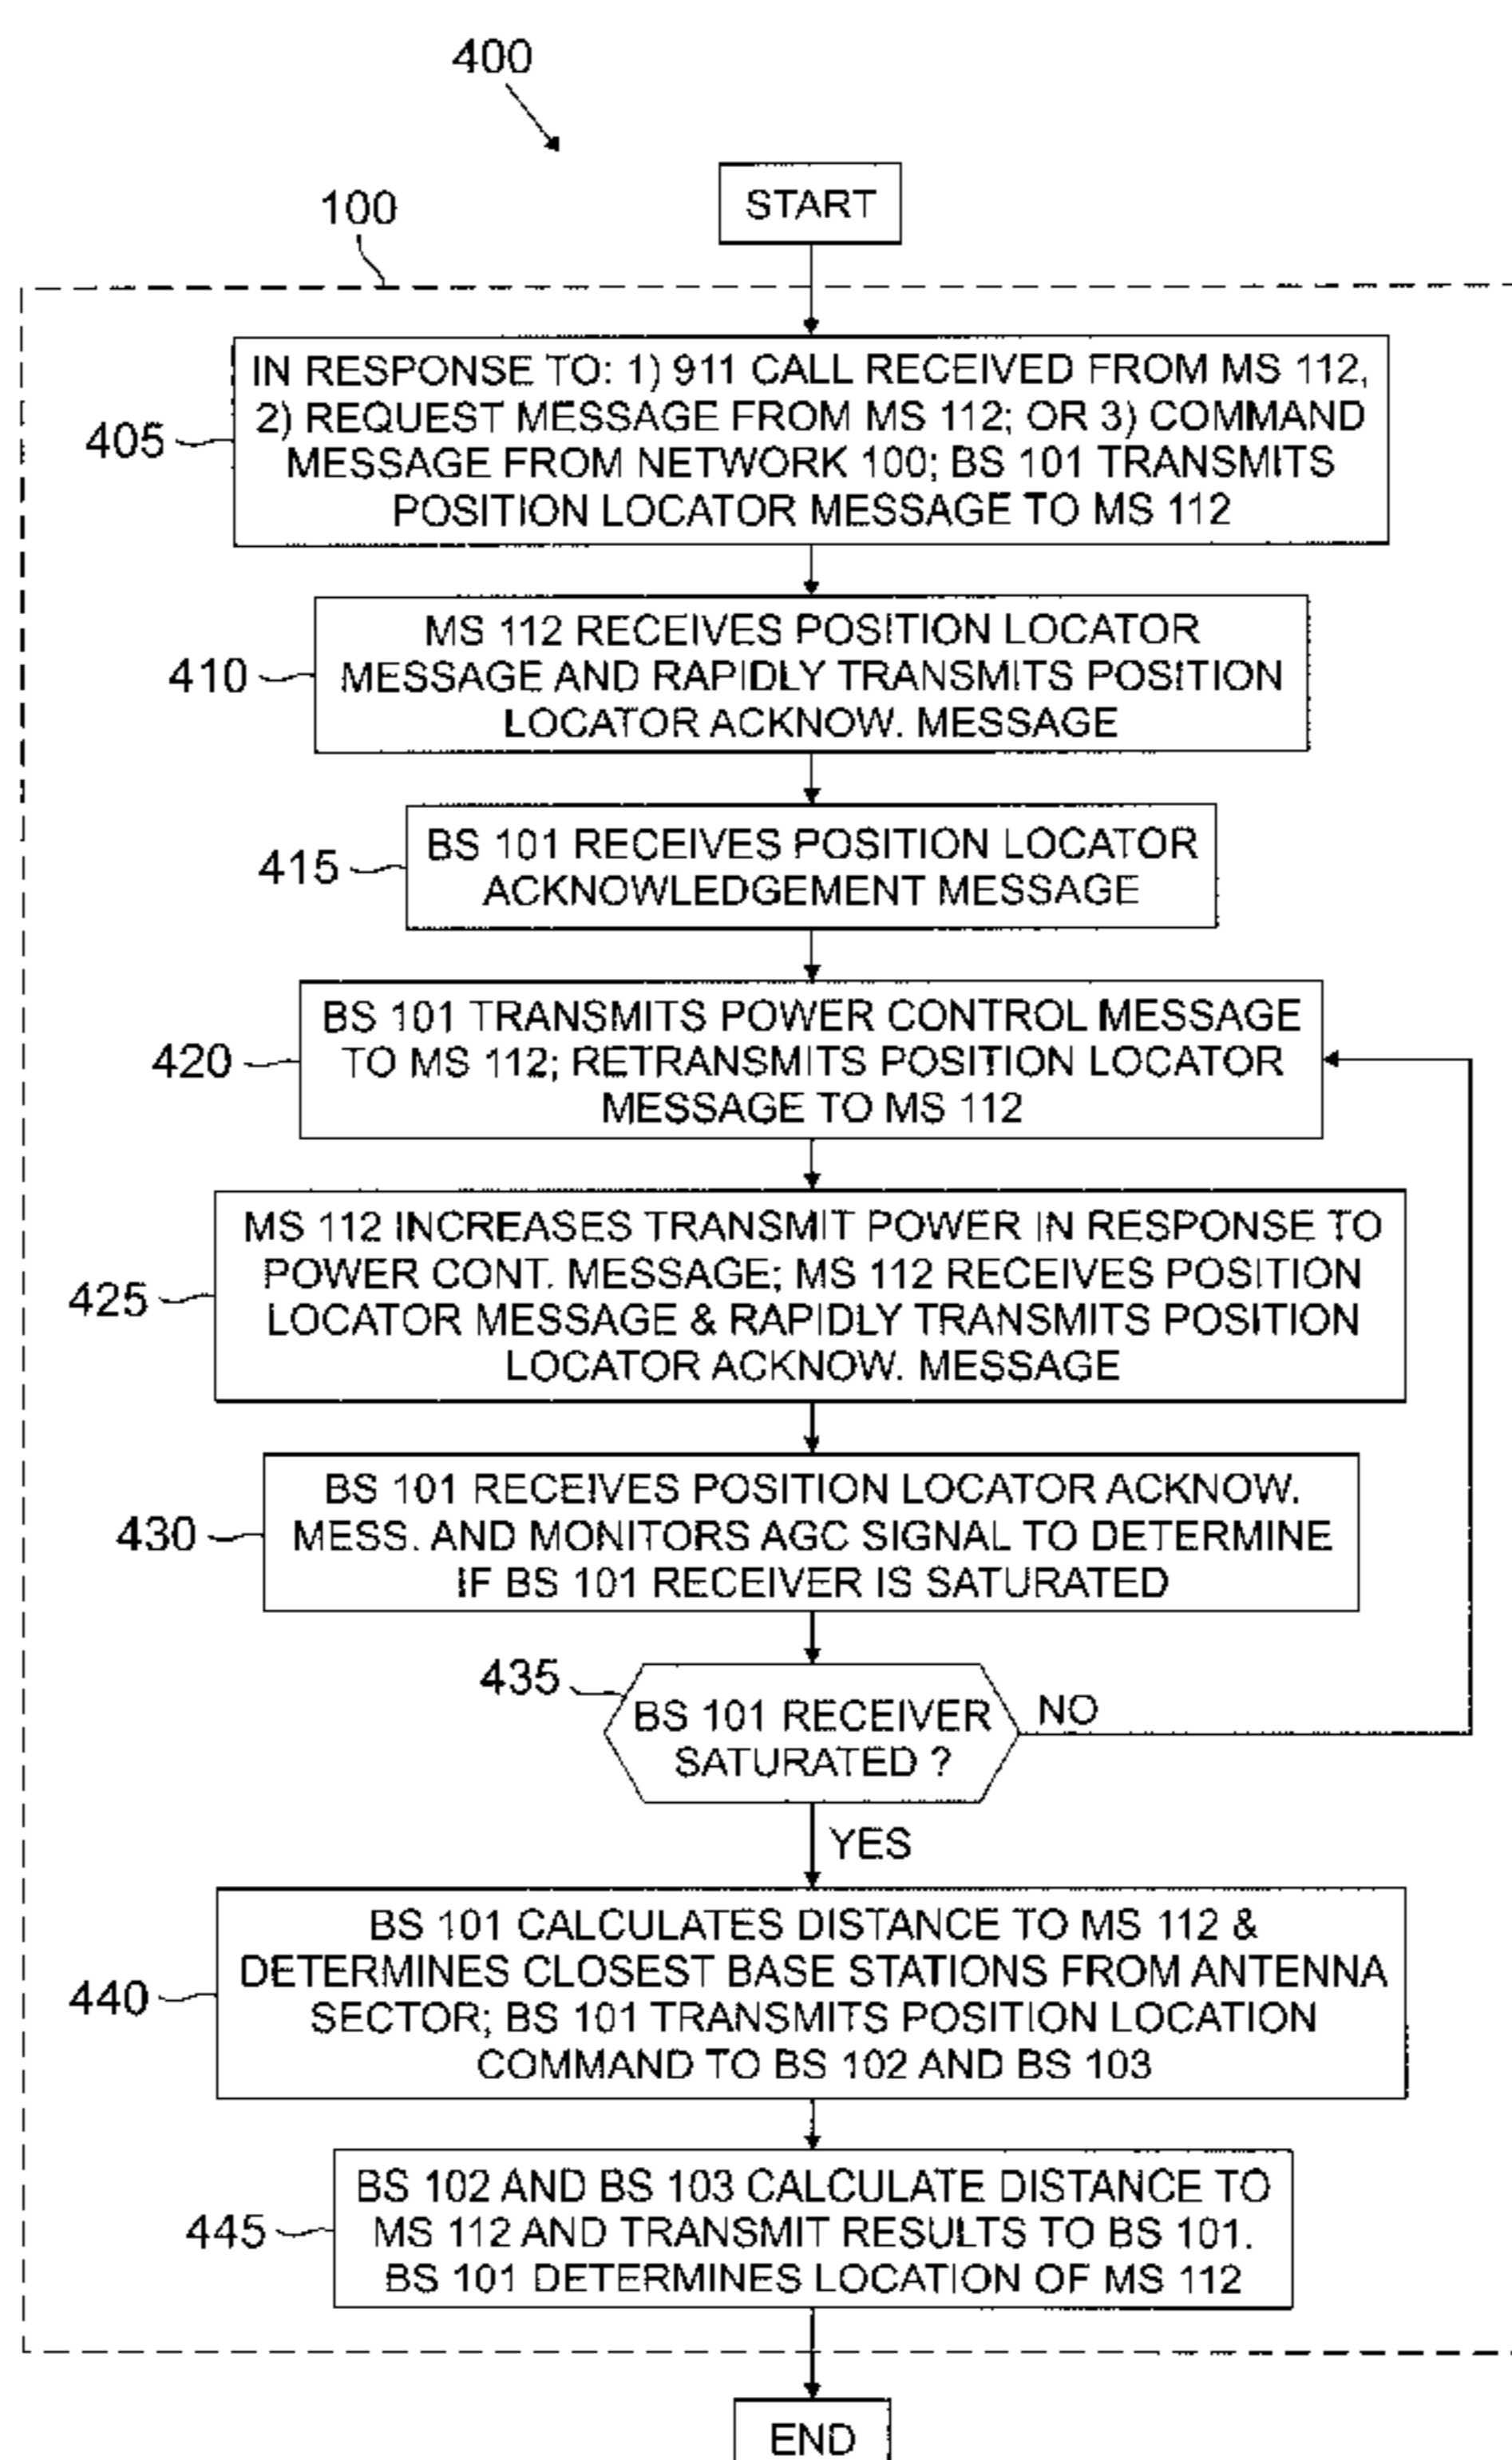 400
START
100
IN RESPONSE TO: 1) 911 CALL RECEIVED FROM MS 112,
2) REQUEST MESSAGE FROM MS 112; OR 3) COMMAND
MESSAGE FROM NETWORK 100; BS 101 TRANSMITS
POSITION LOCATOR MESSAGE TO MS 112
405
MS 112 RECEIVES POSITION LOCATOR
MESSAGE AND RAPIDLY TRANSMITS POSITION
LOCATOR ACKNOW. MESSAGE
410
BS 101 RECEIVES POSITION LOCATOR
ACKNOWLEDGEMENT MESSAGE
415
BS 101 TRANSMITS POWER CONTROL MESSAGE
TO MS 112; RETRANSMITS POSITION LOCATOR
MESSAGE TO MS 112
420
MS 112 INCREASES TRANSMIT POWER IN RESPONSE TO
POWER CONT. MESSAGE; MS 112 RECEIVES POSITION
LOCATOR MESSAGE & RAPIDLY TRANSMITS POSITION
LOCATOR ACKNOW. MESSAGE
425
BS 101 RECEIVES POSITION LOCATOR ACKNOW.
MESS. AND MONITORS AGC SIGNAL TO DETERMINE
IF BS 101 RECEIVER IS SATURATED
430
435
BS 101 RECEIVER
SATURATED ?
NO
YES
BS 101 CALCULATES DISTANCE TO MS 112 &
DETERMINES CLOSEST BASE STATIONS FROM ANTENNA
SECTOR; BS 101 TRANSMITS POSITION LOCATION
COMMAND TO BS 102 AND BS 103
440
BS 102 AND BS 103 CALCULATE DISTANCE TO
MS 112 AND TRANSMIT RESULTS TO BS 101.
BS 101 DETERMINES LOCATION OF MS 112
445
END